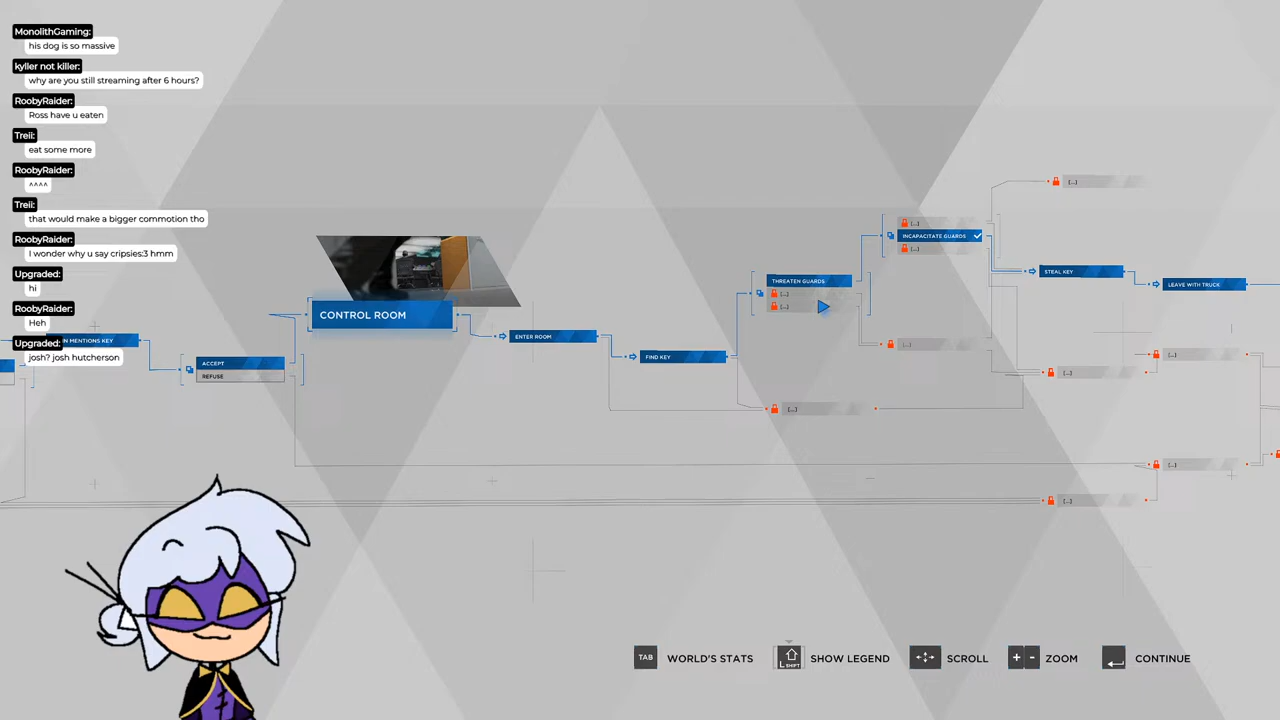 MonolithGaming:
his dog is so massive
kyller not killer:
why are you still streaming after 6 hours?
RoobyRaider:
Ross have u eaten
Treii:
eat some more
RoobyRaider:
^^^^
Treii:
that would make a bigger commotion tho
RoobyRaider:
I wonder why u say cripsies:3 hmm
Upgraded:
hi
RoobyRaider:
Heh
Upgraded:
josh? josh hutcherson
MENTIONS KEY
ACCEPT
REFUSE
CONTROL ROOM
ENTER ROOM
FIND KEY
THREATEN GUARDS
[...]
[...]
[...]
[...]
INCAPACITATE GUARDS
[...]
[...]
[...]
STEAL KEY
LEAVE WITH TRUCK
[...]
[...]
[...]
[...]
TAB WORLD'S STATS
L SHIFT SHOW LEGEND
SCROLL
+ - ZOOM
CONTINUE